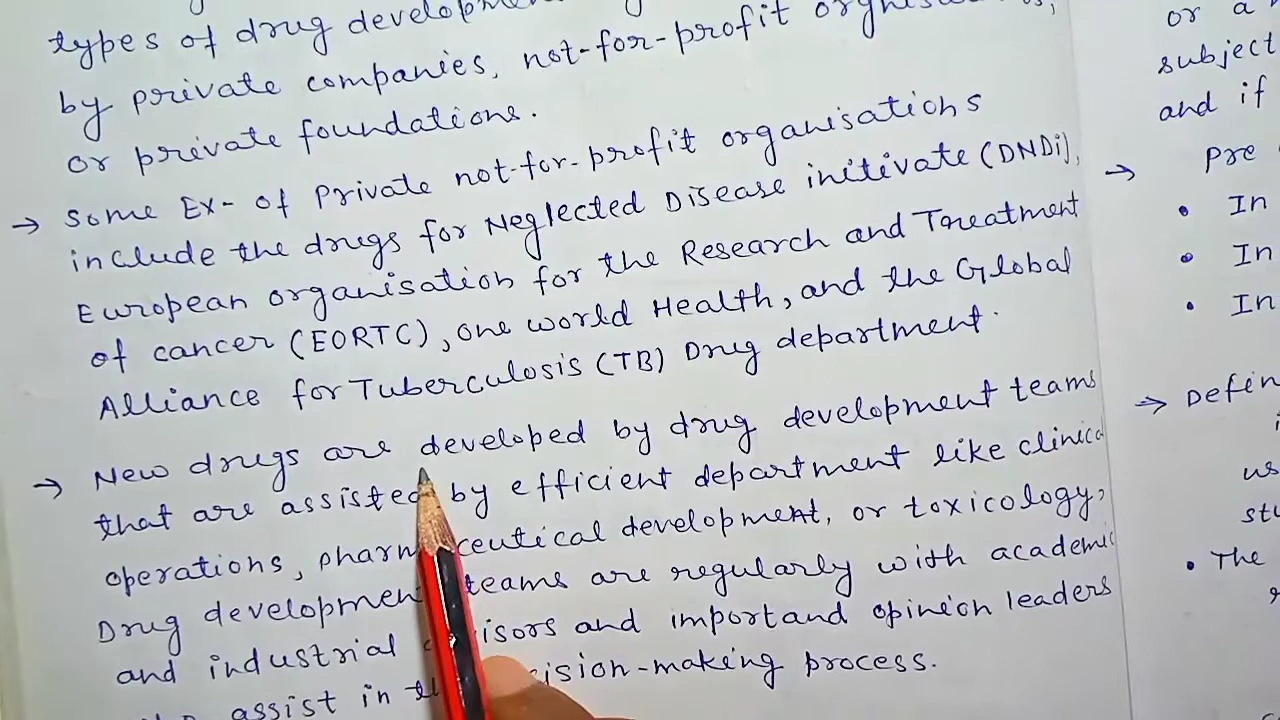 types of drug
by private companies, not-for-profit
or private foundations.
→ Some Ex- of Private not-for-profit organisations
include the drugs for Neglected Disease initivate (DNDi),
European organisation for the Research and Treatment
of cancer (EORTC), one world Health, and the Global
Alliance for Tuberculosis (TB) Drug department.
→ New drugs are developed by drug development teams
that are assisted by efficient department like clinica
operations, pharm ceutical development, or toxicology,
Drug developmen teams are regularly with academic
and industrial isors and importand opinion leaders
assist in ision-making process.
or a
subject
and if
→ Pre
• In
• In
• In
→ Defin
us
stu
• The